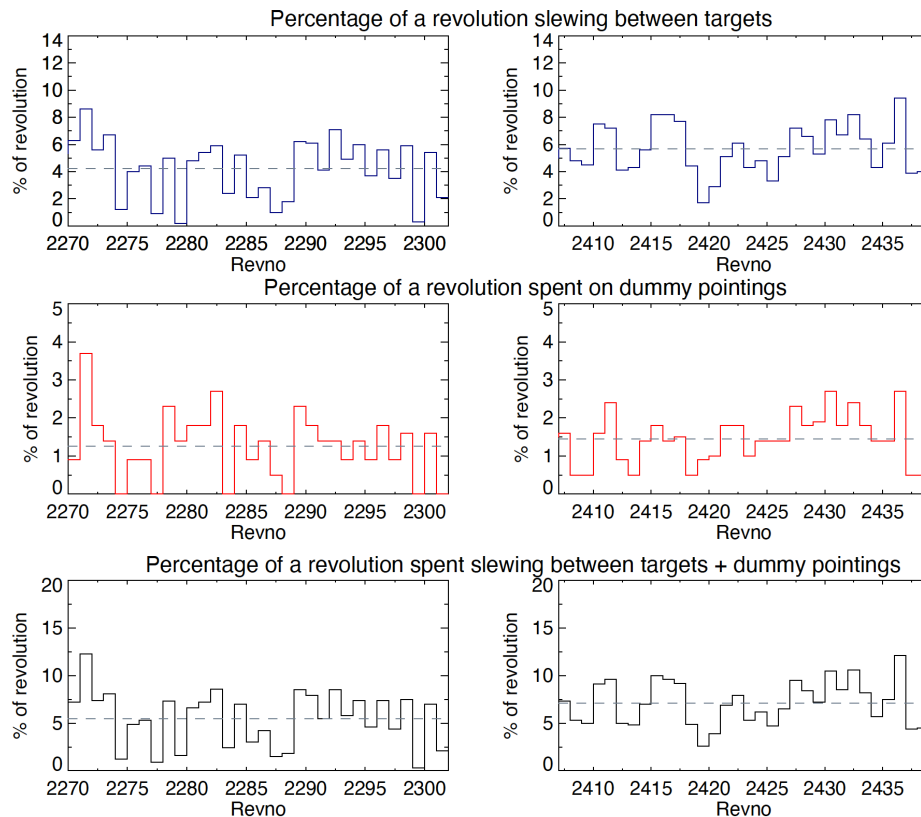 Percentage of a revolution slewing between targets
% of revolution
14
12
10
8
6
4
2
0
2270 2275 2280 2285 2290 2295 2300
Revno
% of revolution
14
12
10
8
6
4
2
0
2410 2415 2420 2425 2430 2435
Revno
Percentage of a revolution spent on dummy pointings
% of revolution
5
4
3
2
1
0
2270 2275 2280 2285 2290 2295 2300
Revno
% of revolution
5
4
3
2
1
0
2410 2415 2420 2425 2430 2435
Revno
Percentage of a revolution spent slewing between targets + dummy pointings
% of revolution
20
15
10
5
0
2270 2275 2280 2285 2290 2295 2300
Revno
% of revolution
20
15
10
5
0
2410 2415 2420 2425 2430 2435
Revno